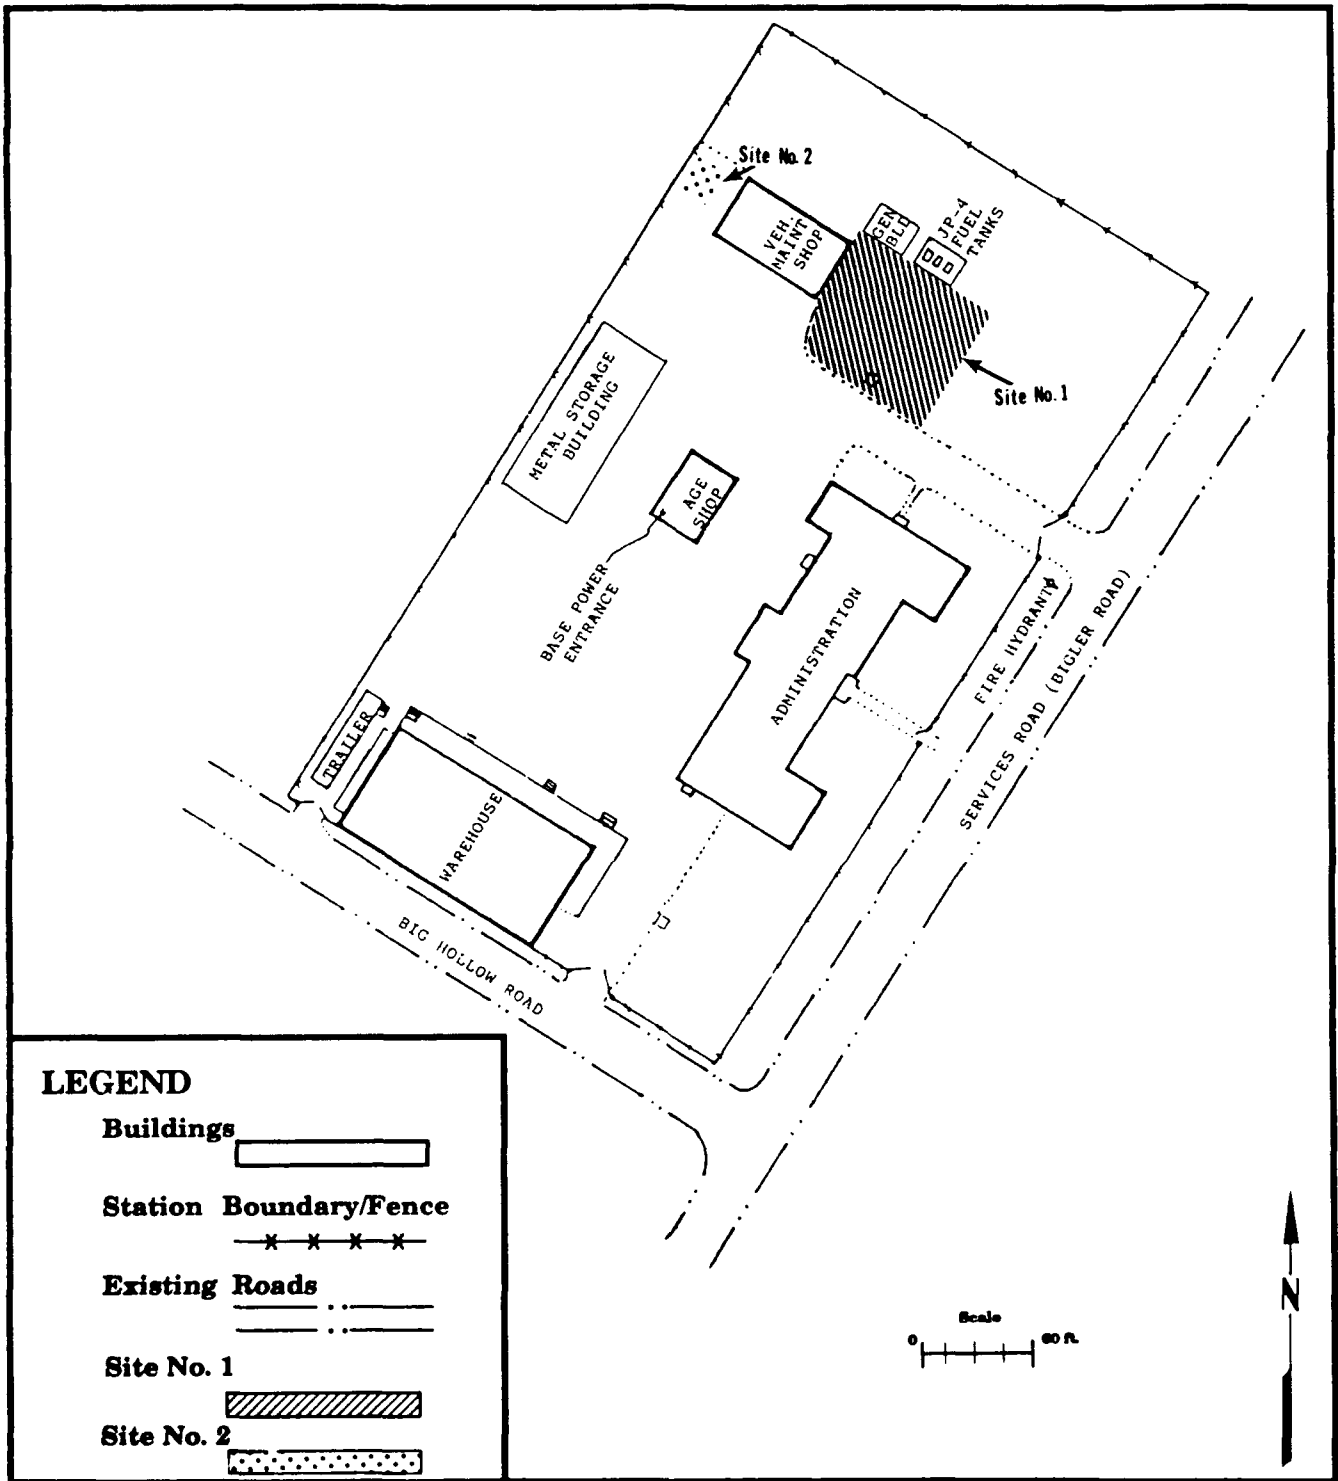 Site No. 2
VEH.
MAINT
SHOP
GEN
BLD
JP-4
FUEL
TANKS
Site No. 1
METAL STORAGE
BUILDING
AGE
SHOP
BASE POWER
ENTRANCE
ADMINISTRATION
FIRE HYDRANT
SERVICES ROAD (BIGLER ROAD)
TRAILER
WAREHOUSE
BIG HOLLOW ROAD
LEGEND
Buildings
Station Boundary/Fence
Existing Roads
Site No. 1
Site No. 2
Scale
0 60 ft.
N